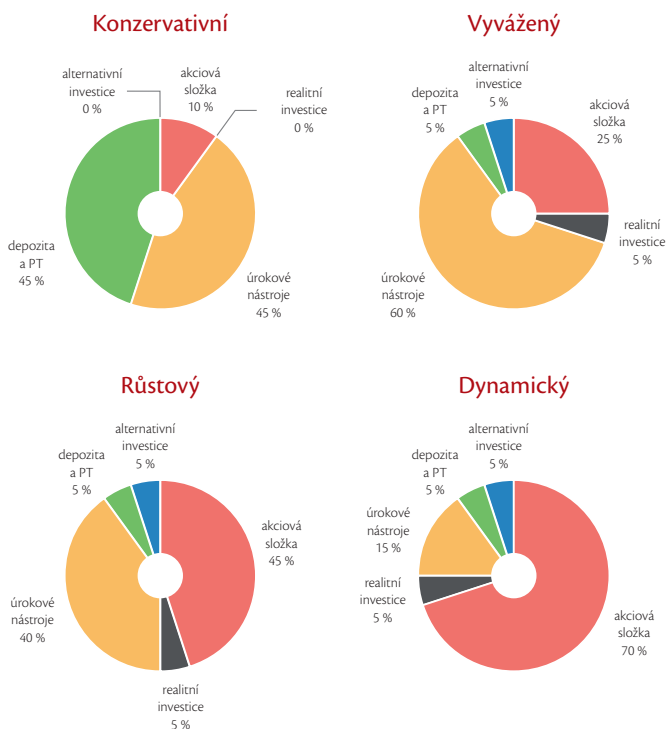 Konzervativní
alternativní
investice
0 %
akciová
složka
10 %
realitní
investice
0 %
depozita
a PT
45 %
úrokové
nástroje
45 %
Vyvážený
alternativní
investice
5 %
depozita
a PT
5 %
akciová
složka
25 %
realitní
investice
5 %
úrokové
nástroje
60 %
Růstový
alternativní
investice
5 %
depozita
a PT
5 %
akciová
složka
45 %
úrokové
nástroje
40 %
realitní
investice
5 %
Dynamický
alternativní
investice
5 %
depozita
a PT
5 %
úrokové
nástroje
15 %
realitní
investice
5 %
akciová
složka
70 %